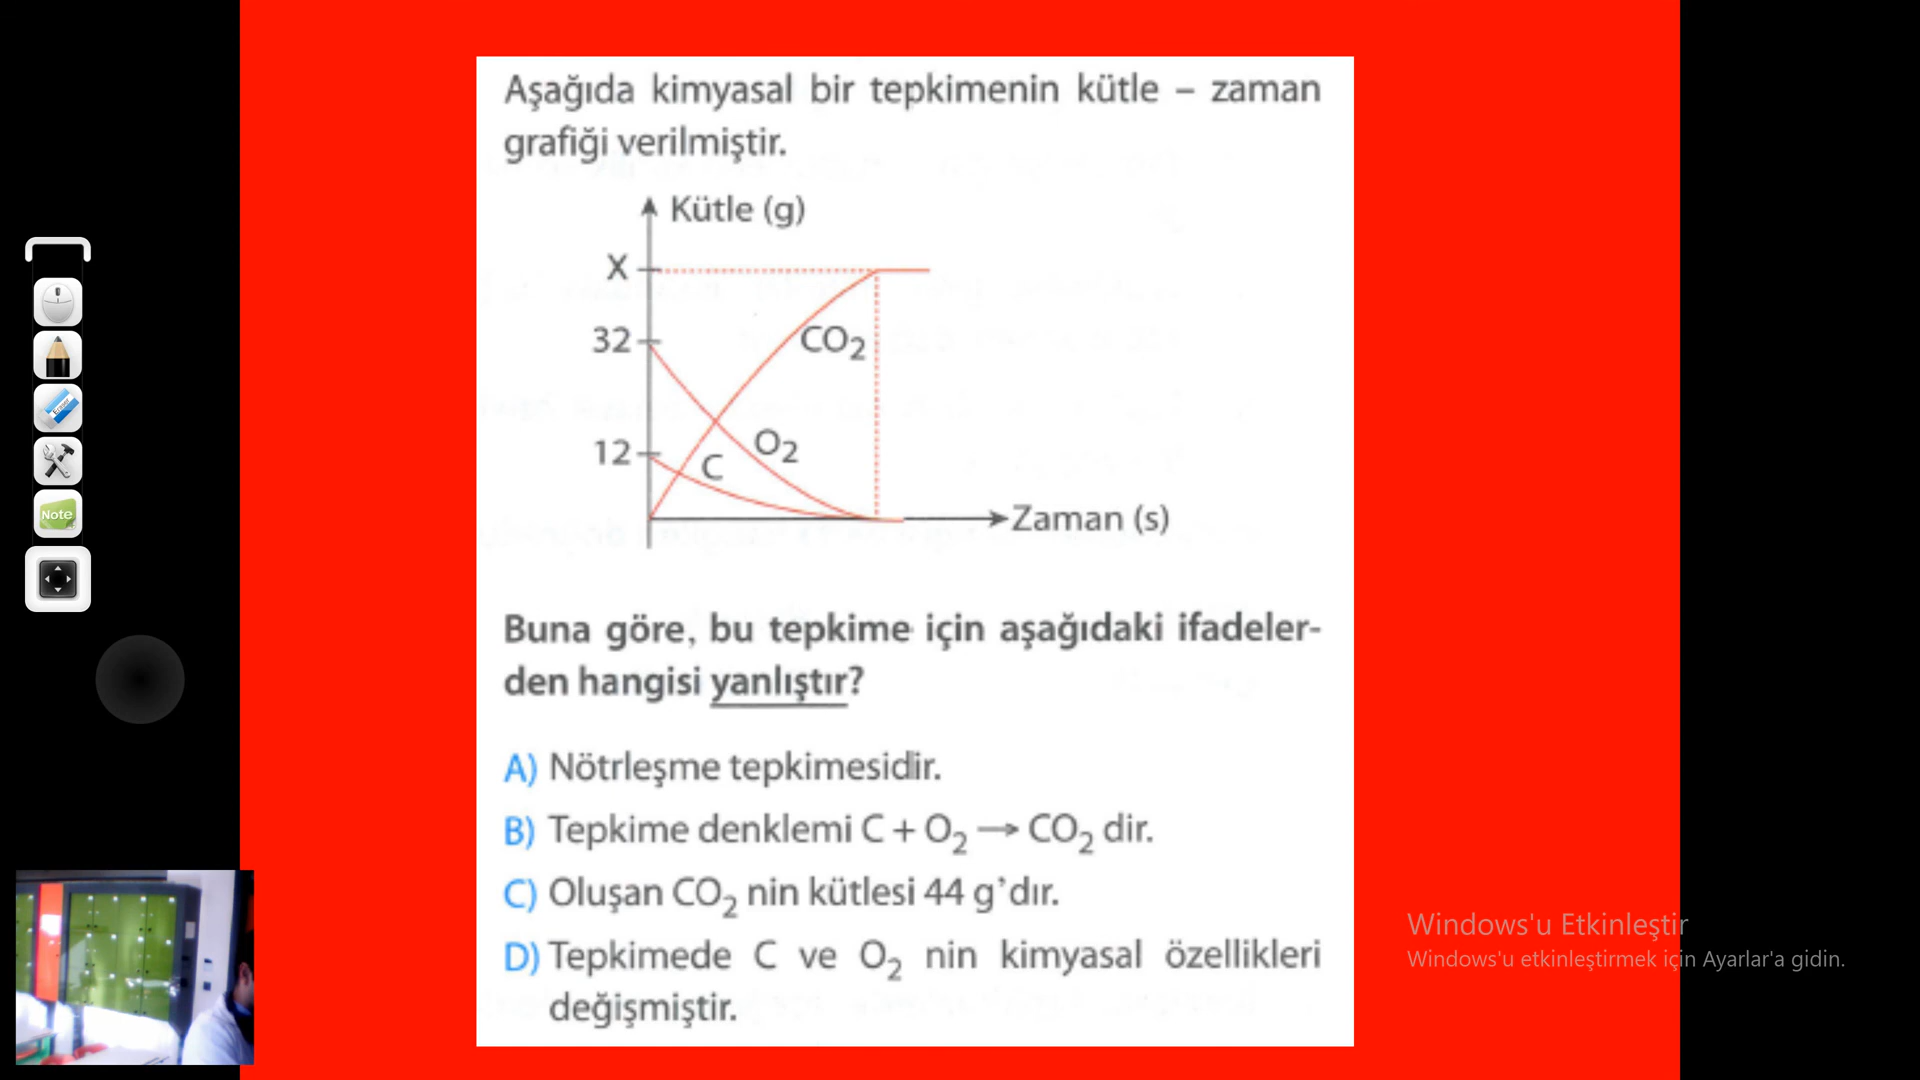 Aşağıda kimyasal bir tepkimenin kütle – zaman
grafiği verilmiştir.
Kütle (g)
X
32
CO₂
12
O₂
C
Zaman (s)
Buna göre, bu tepkime için aşağıdaki ifadeler-
den hangisi yanlıştır?
A) Nötrleşme tepkimesidir.
B) Tepkime denklemi C + O₂ → CO₂ dir.
C) Oluşan CO₂ nin kütlesi 44 g’dır.
D) Tepkimede C ve O₂ nin kimyasal özellikleri
değişmiştir.
Note
Windows'u Etkinleştir
Windows'u etkinleştirmek için Ayarlar'a gidin.